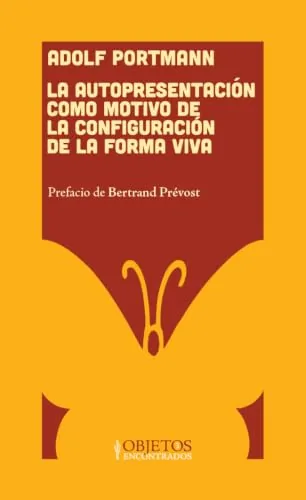 ADOLF PORTMANN
LA AUTOPRESENTACIÓN
COMO MOTIVO DE
LA CONFIGURACIÓN
DE LA FORMA VIVA
Prefacio de Bertrand Prévost
OBJETOS
ENCONTRADOS